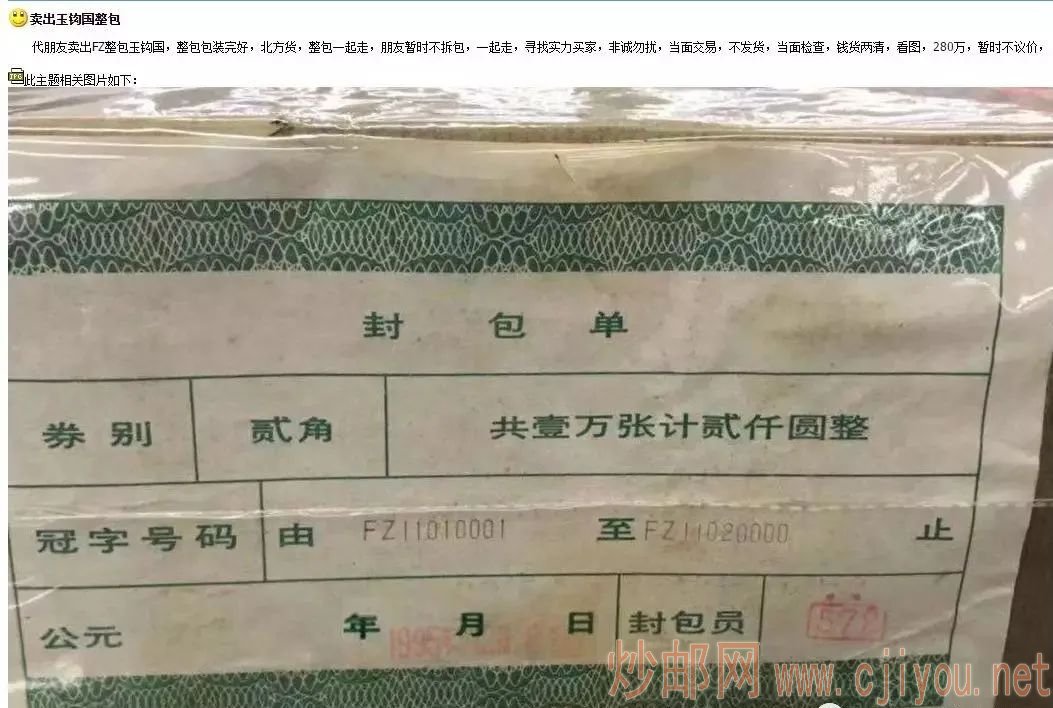 卖出玉钩国整包
代朋友卖出FZ整包玉钩国，整包包装完好，北方货，整包一起走，朋友暂时不拆包，一起走，寻找实力买家，非诚勿扰，当面交易，不发货，当面检查，钱货两清，看图，280万，暂时不议价，
JPG 此主题相关图片如下：
封包单
券别 贰角 共壹万张计贰仟圆整
冠字号码 由 FZ11010001 至 FZ11020000 止
公元 年 月 日 封包员 572
炒邮网 www.cjiyou.net